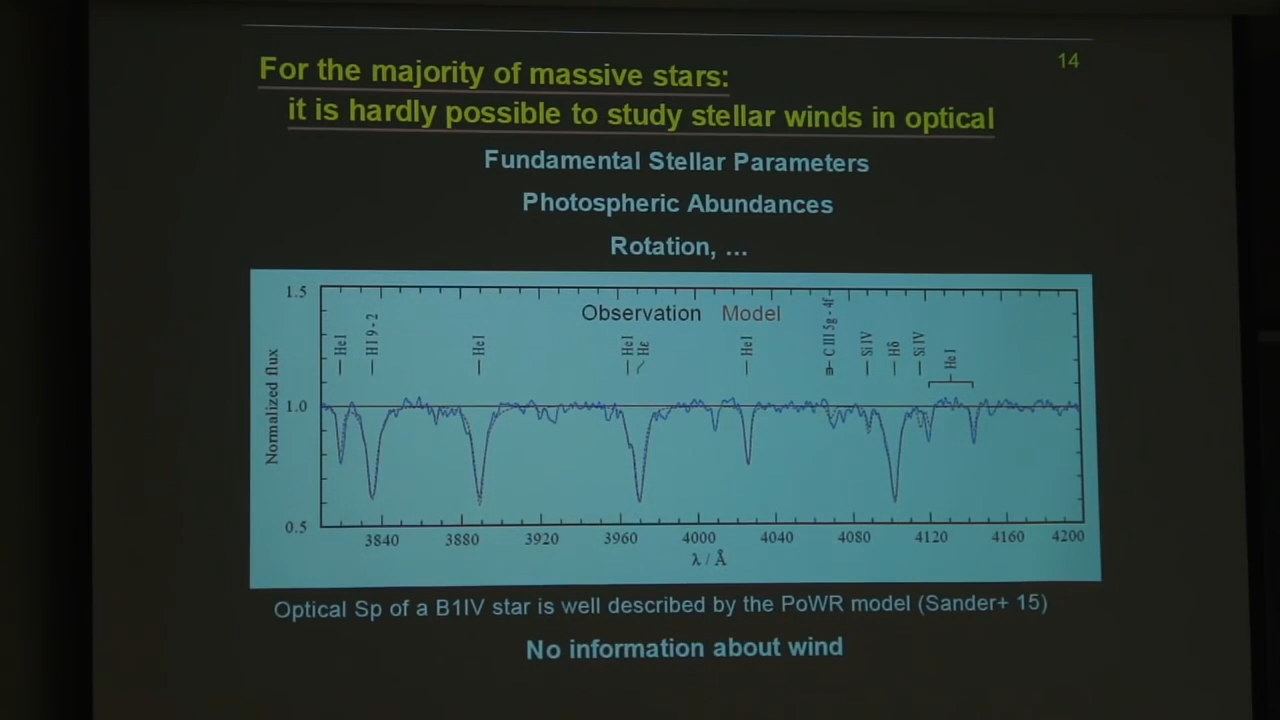 14
For the majority of massive stars:
it is hardly possible to study stellar winds in optical
Fundamental Stellar Parameters
Photospheric Abundances
Rotation, ...
1.5
1.0
0.5
Normalized flux
Observation Model
He I
H I 9 - 2
He I
He I
Hε
He I
C III 5g - 4f
Si IV
Hδ
Si IV
He I
3840 3880 3920 3960 4000 4040 4080 4120 4160 4200
λ / Å
Optical Sp of a B1IV star is well described by the PoWR model (Sander+ 15)
No information about wind